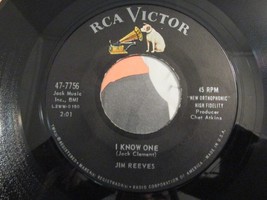 RCA VICTOR
47-7756
Jack Music
Inc., BMI
2:01
45 RPM
"NEW ORTHOPHONIC"
HIGH FIDELITY
Producer
Chet Atkins
I KNOW ONE
(Jack Clement)
JIM REEVES